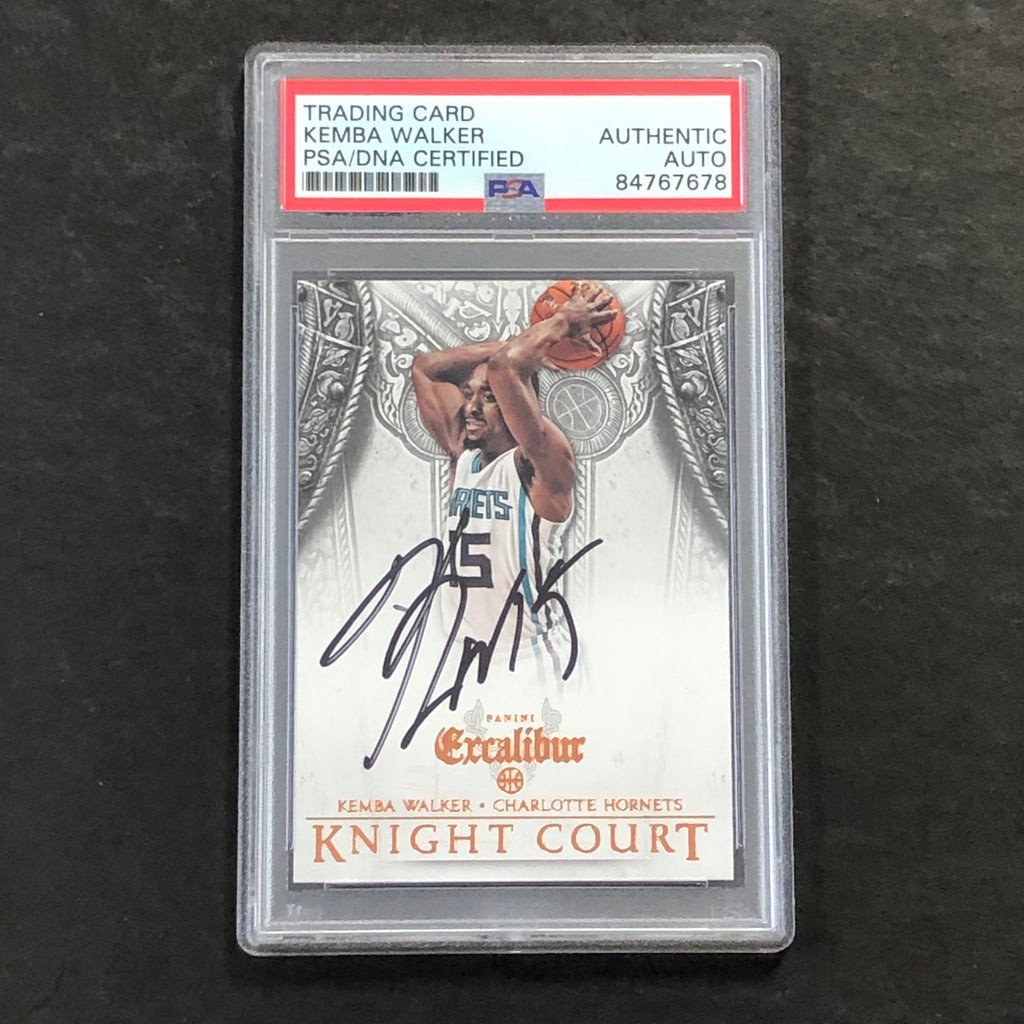 TRADING CARD
KEMBA WALKER
PSA/DNA CERTIFIED
AUTHENTIC
AUTO
84767678
PSA
RNETS
15
PANINI
Excalibur
KEMBA WALKER • CHARLOTTE HORNETS
KNIGHT COURT